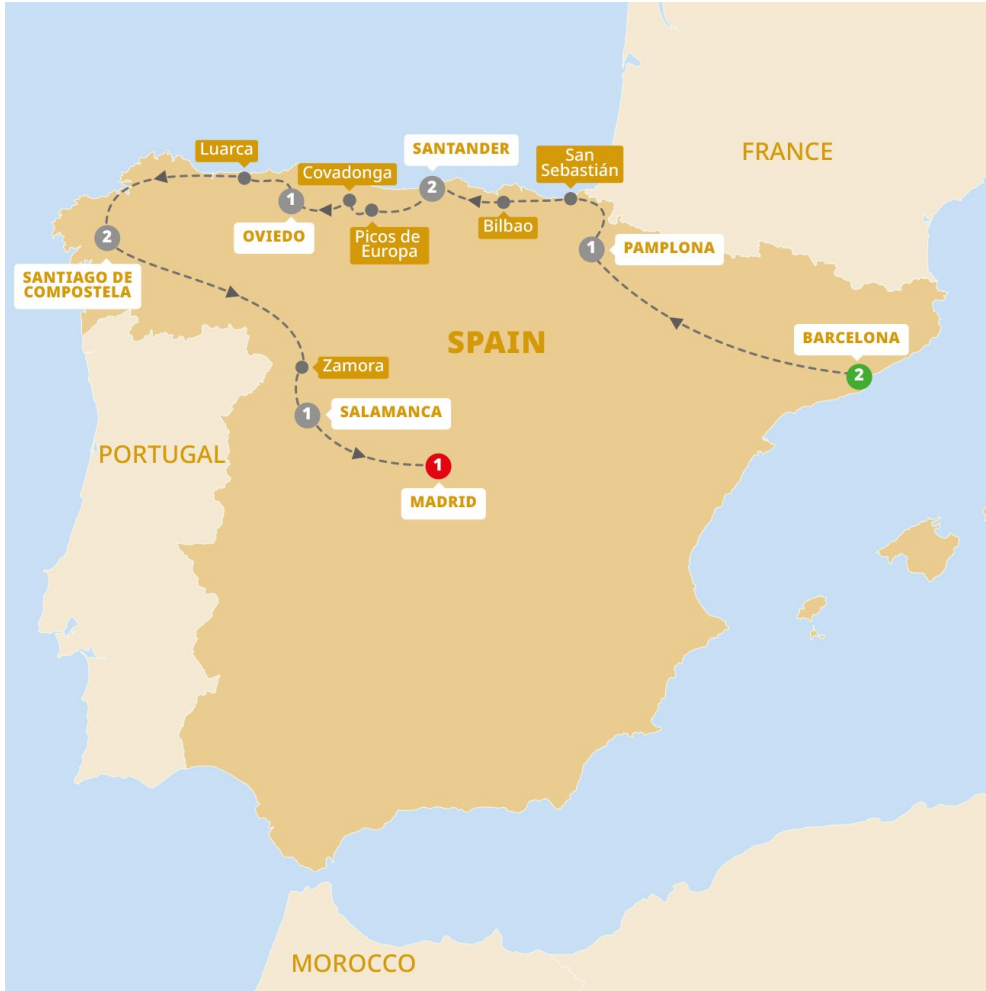 Luarca
Covadonga
SANTANDER
San
Sebastián
FRANCE
2
1
2
OVIEDO
Picos de
Europa
Bilbao
1
PAMPLONA
2
SANTIAGO DE
COMPOSTELA
SPAIN
BARCELONA
2
Zamora
1
SALAMANCA
PORTUGAL
1
MADRID
MOROCCO